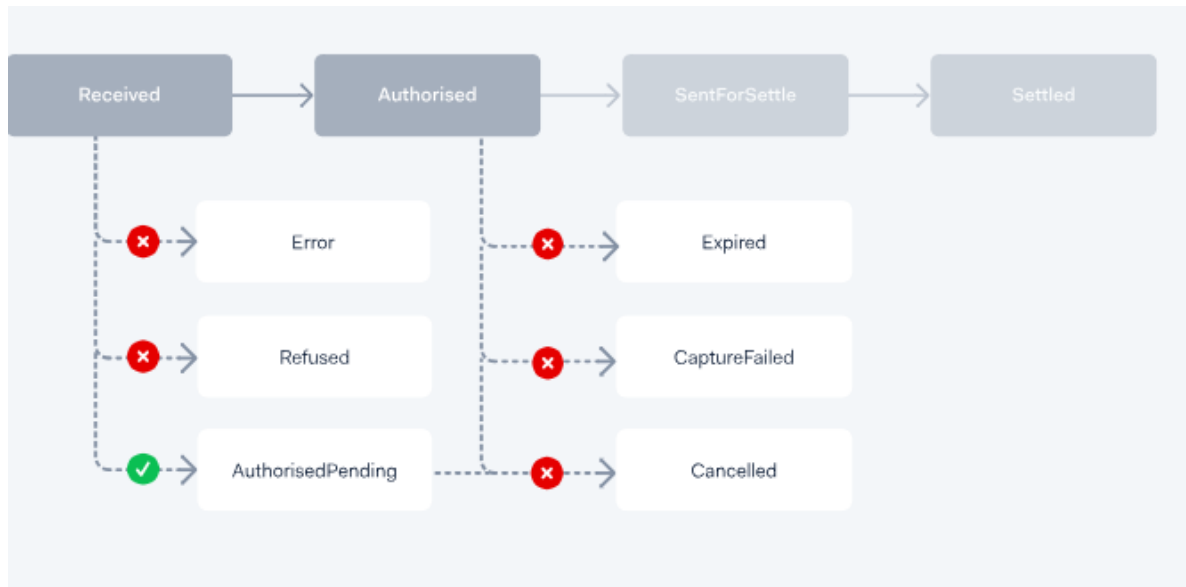 Received
Authorised
SentForSettle
Settled
Error
Expired
Refused
CaptureFailed
AuthorisedPending
Cancelled